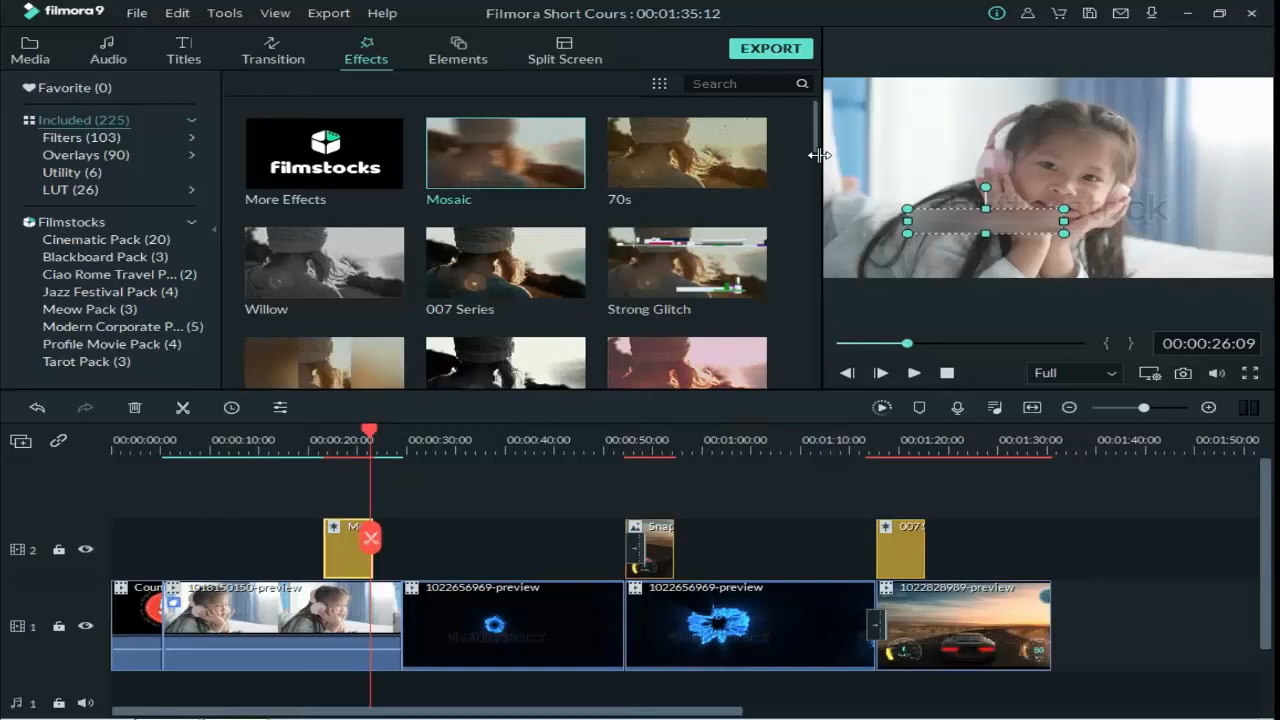 filmora 9
File
Edit
Tools
View
Export
Help
Filmora Short Cours : 00:01:35:12
Media
Audio
Titles
Transition
Effects
Elements
Split Screen
EXPORT
Favorite (0)
Search
Included (225)
Filters (103)
Overlays (90)
Utility (6)
LUT (26)
Filmstocks
Cinematic Pack (20)
Blackboard Pack (3)
Ciao Rome Travel P... (2)
Jazz Festival Pack (4)
Meow Pack (3)
Modern Corporate P... (5)
Profile Movie Pack (4)
Tarot Pack (3)
filmstocks
More Effects
Mosaic
70s
Willow
007 Series
Strong Glitch
00:00:26:09
Full
00:00:00:00
00:00:10:00
00:00:20:00
00:00:30:00
00:00:40:00
00:00:50:00
00:01:00:00
00:01:10:00
00:01:20:00
00:01:30:00
00:01:40:00
00:01:50:00
2
M
Snap
007
Coun
1018150150-preview
1022656969-preview
1022656969-preview
1022828989-preview
1
1